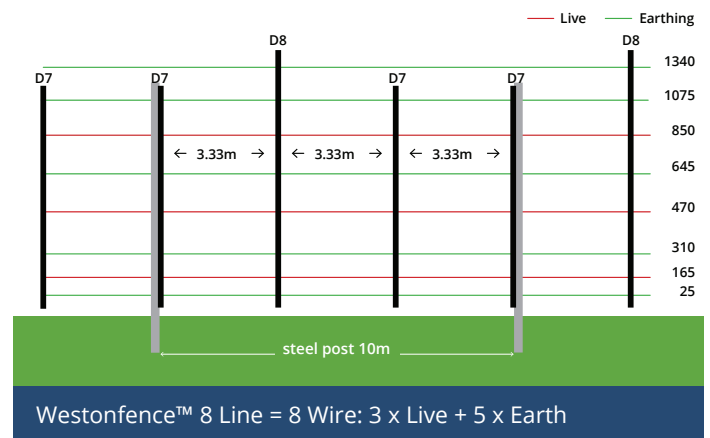 Live
Earthing
D8
D8
1340
D7
D7
D7
D7
1075
850
3.33m
3.33m
3.33m
645
470
310
165
25
steel post 10m
Westonfence™ 8 Line = 8 Wire: 3 x Live + 5 x Earth